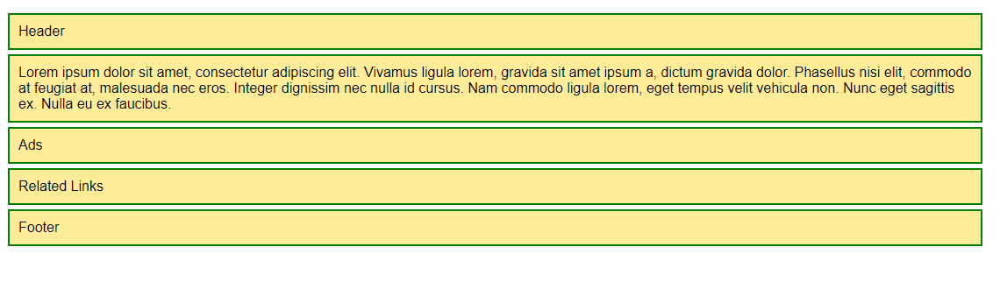 Header
Lorem ipsum dolor sit amet, consectetur adipiscing elit. Vivamus ligula lorem, gravida sit amet ipsum a, dictum gravida dolor. Phasellus nisi elit, commodo
at feugiat at, malesuada nec eros. Integer dignissim nec nulla id cursus. Nam commodo ligula lorem, eget tempus velit vehicula non. Nunc eget sagittis
ex. Nulla eu ex faucibus.
Ads
Related Links
Footer